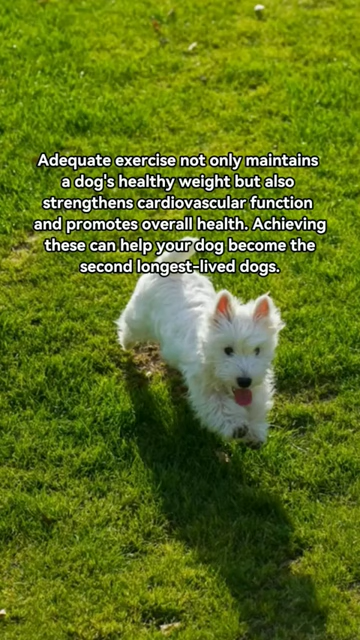 Adequate exercise not only maintains
a dog's healthy weight but also
strengthens cardiovascular function
and promotes overall health. Achieving
these can help your dog become the
second longest-lived dogs.